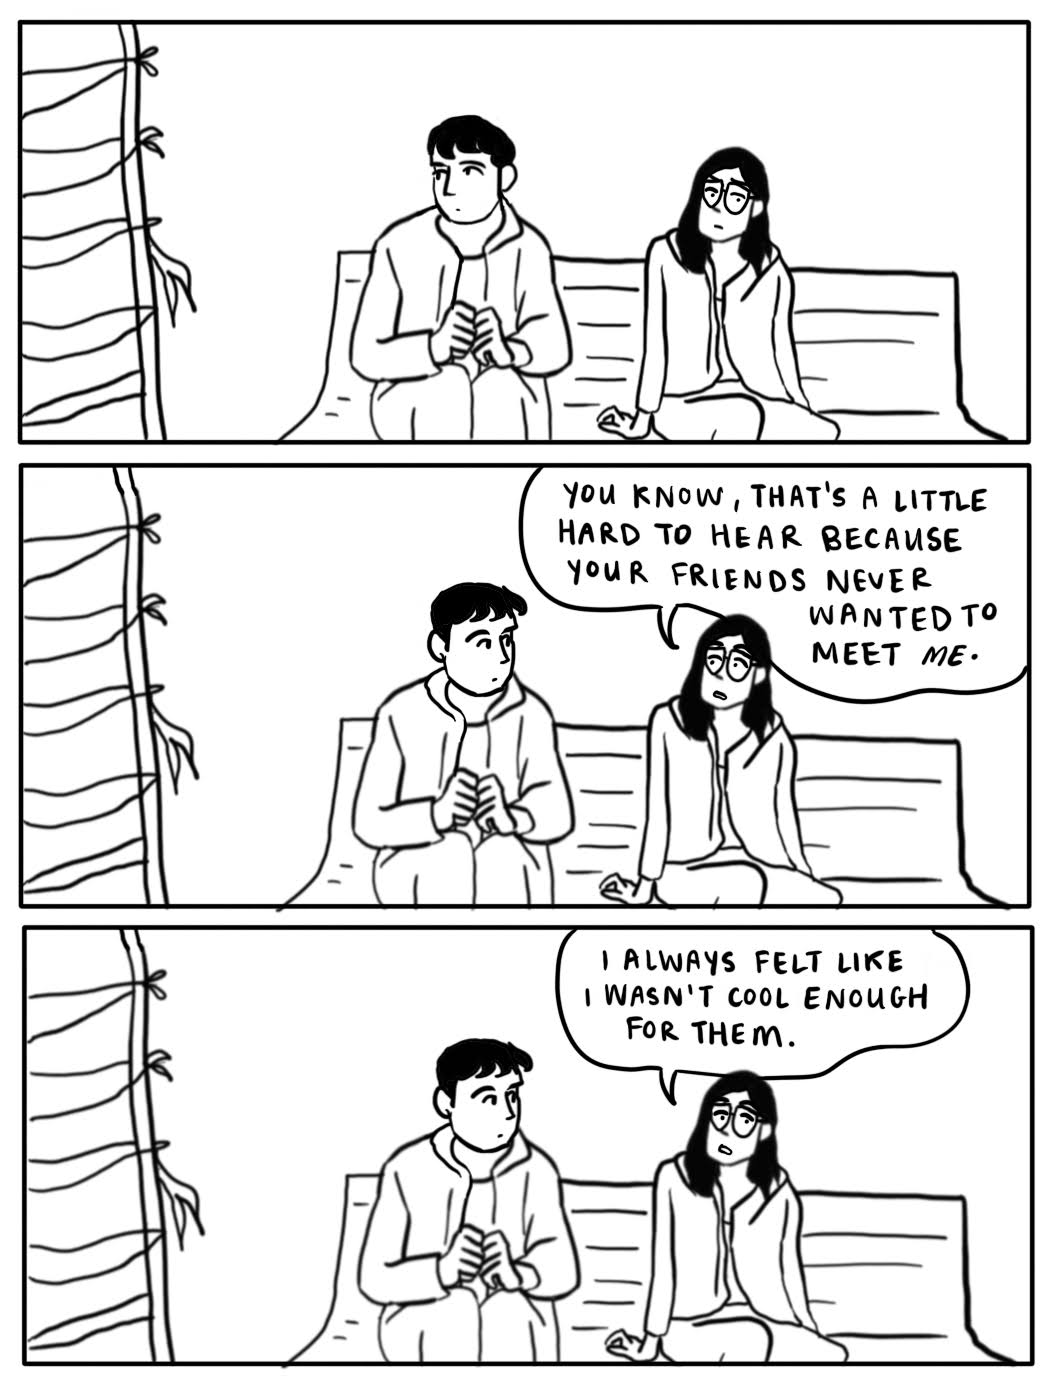 YOU KNOW, THAT'S A LITTLE
HARD TO HEAR BECAUSE
YOUR FRIENDS NEVER
WANTED TO
MEET ME.
I ALWAYS FELT LIKE
I WASN'T COOL ENOUGH
FOR THEM.